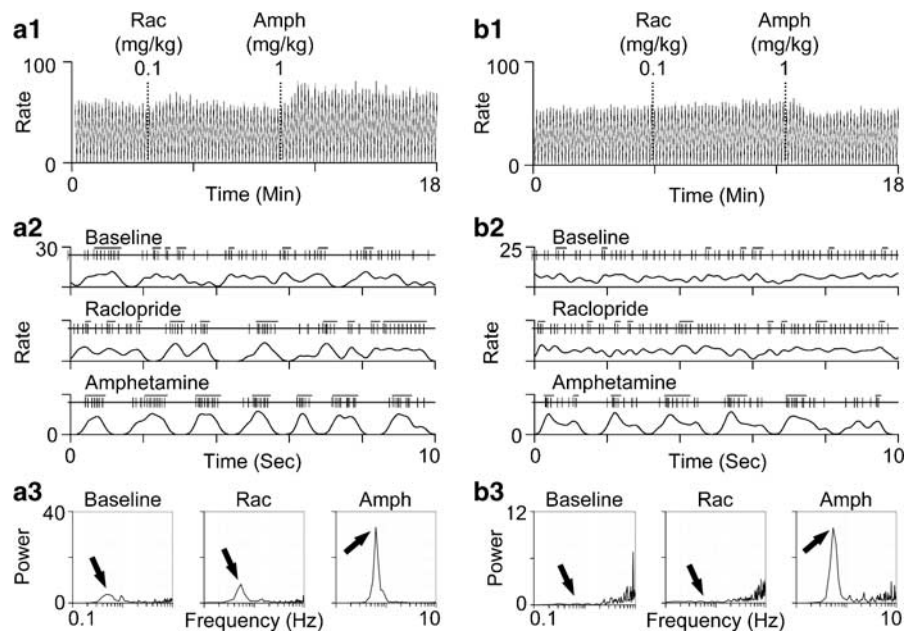 a1
Rac
(mg/kg)
0.1
Amph
(mg/kg)
1
100
Rate
0
0
18
Time (Min)
b1
Rac
(mg/kg)
0.1
Amph
(mg/kg)
1
100
Rate
0
0
18
Time (Min)
a2
30
Baseline
Raclopride
Rate
Amphetamine
0
0
10
Time (Sec)
b2
25
Baseline
Raclopride
Rate
Amphetamine
0
0
10
Time (Sec)
a3
Baseline
Rac
Amph
40
Power
0
0.1
Frequency (Hz)
10
b3
Baseline
Rac
Amph
12
Power
0
0.1
Frequency (Hz)
10